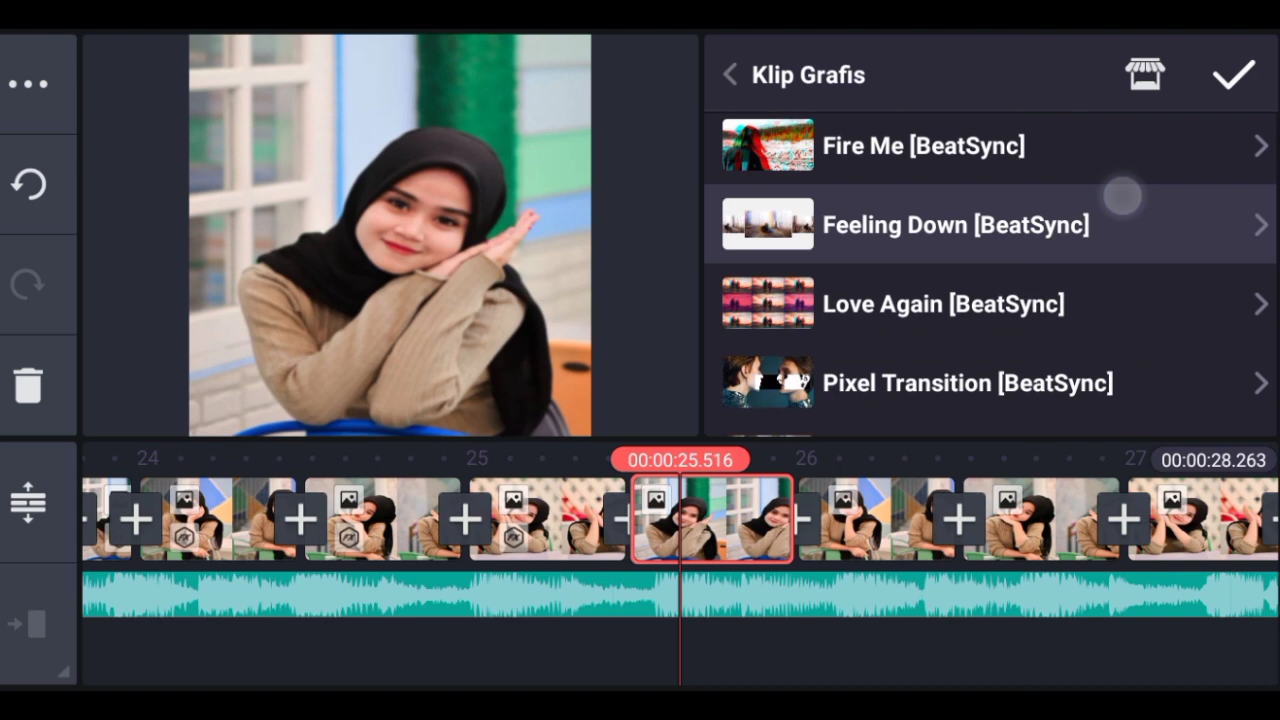 Klip Grafis
Fire Me [BeatSync]
Feeling Down [BeatSync]
Love Again [BeatSync]
Pixel Transition [BeatSync]
24
25
00:00:25.516
26
27
00:00:28.263